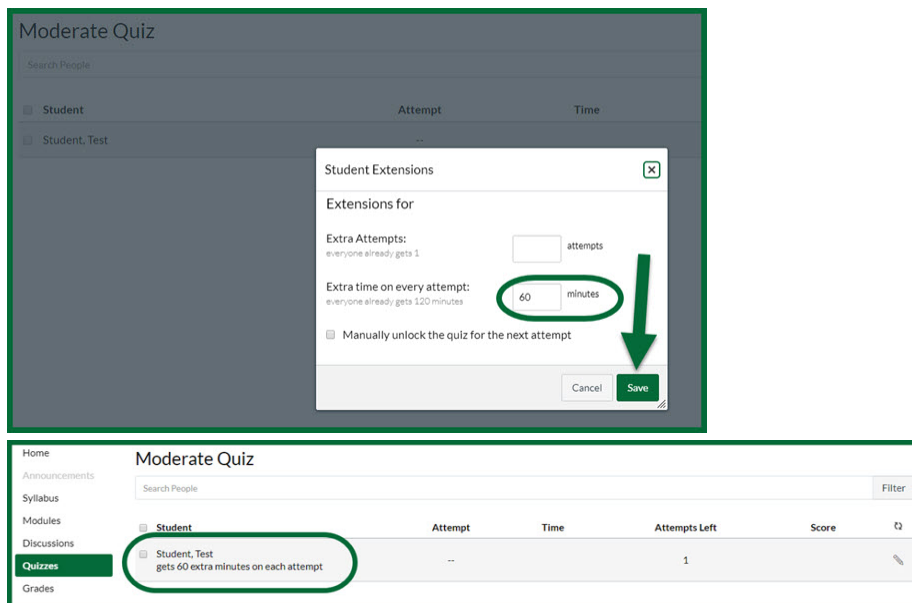 Moderate Quiz
Search People
Student Attempt Time
Student, Test --
Student Extensions
Extensions for
Extra Attempts:
everyone already gets 1
attempts
Extra time on every attempt:
everyone already gets 120 minutes
60 minutes
Manually unlock the quiz for the next attempt
Cancel Save
Home
Announcements
Syllabus
Modules
Discussions
Quizzes
Grades
Moderate Quiz
Search People Filter
Student Attempt Time Attempts Left Score
Student, Test
gets 60 extra minutes on each attempt
-- 1